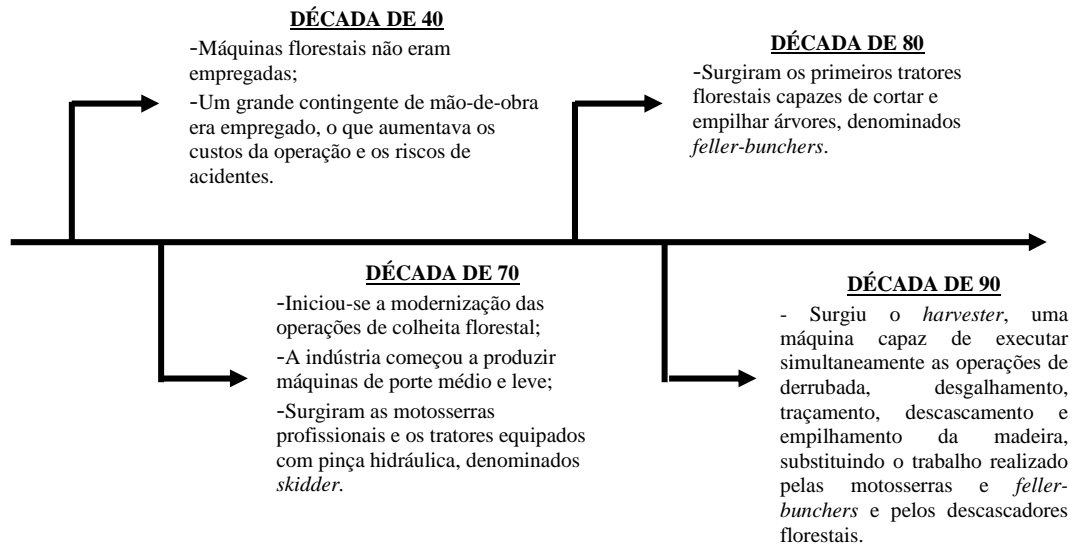 DÉCADA DE 40
-Máquinas florestais não eram
empregadas;
-Um grande contingente de mão-de-obra
era empregado, o que aumentava os
custos da operação e os riscos de
acidentes.
DÉCADA DE 80
-Surgiram os primeiros tratores
florestais capazes de cortar e
empilhar árvores, denominados
feller-bunchers.
DÉCADA DE 70
-Iniciou-se a modernização das
operações de colheita florestal;
-A indústria começou a produzir
máquinas de porte médio e leve;
-Surgiram as motosserras
profissionais e os tratores equipados
com pinça hidráulica, denominados
skidder.
DÉCADA DE 90
- Surgiu o harvester, uma
máquina capaz de executar
simultaneamente as operações de
derrubada, desgalhamento,
traçamento, descascamento e
empilhamento da madeira,
substituindo o trabalho realizado
pelas motosserras e feller-
bunchers e pelos descascadores
florestais.